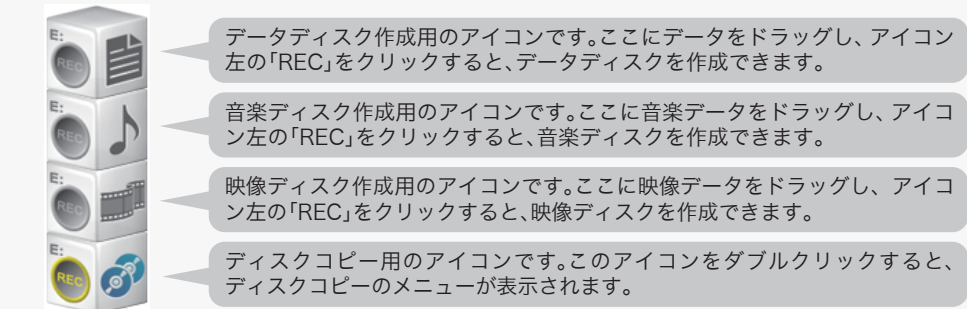 E:
REC
データディスク作成用のアイコンです。ここにデータをドラッグし、アイコン
左の「REC」をクリックすると、データディスクを作成できます。
E:
REC
音楽ディスク作成用のアイコンです。ここに音楽データをドラッグし、アイコ
ン左の「REC」をクリックすると、音楽ディスクを作成できます。
E:
REC
映像ディスク作成用のアイコンです。ここに映像データをドラッグし、アイコ
ン左の「REC」をクリックすると、映像ディスクを作成できます。
E:
REC
ディスクコピー用のアイコンです。このアイコンをダブルクリックすると、
ディスクコピーのメニューが表示されます。